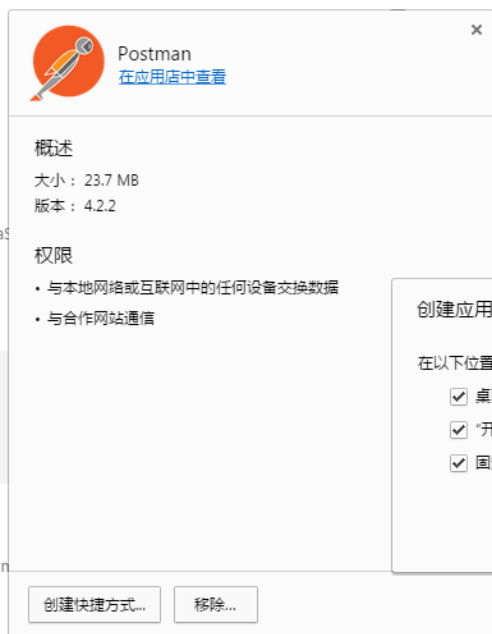 Postman
在应用店中查看
概述
大小： 23.7 MB
版本： 4.2.2
权限
• 与本地网络或互联网中的任何设备交换数据
• 与合作网站通信
创建应用
在以下位置
桌
"开
固
创建快捷方式...
移除...